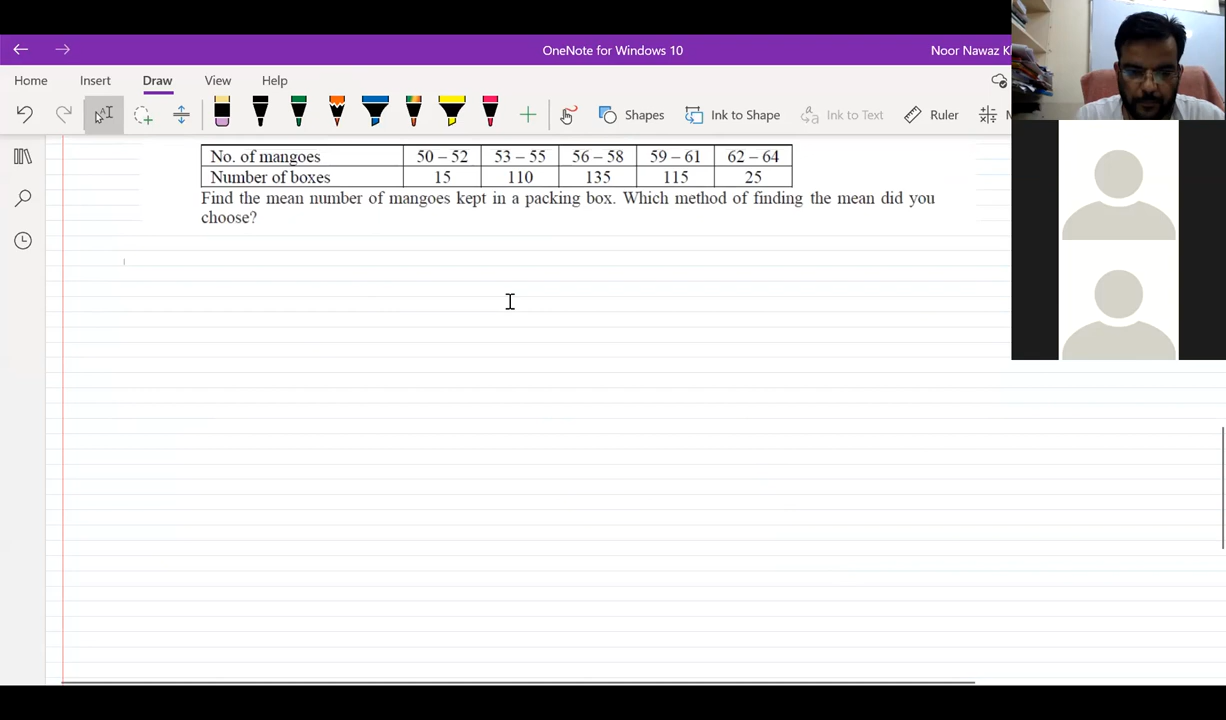 OneNote for Windows 10
Noor Nawaz K
Home Insert Draw View Help
Shapes Ink to Shape Ink to Text Ruler
No. of mangoes 50 – 52 53 – 55 56 – 58 59 – 61 62 – 64
Number of boxes 15 110 135 115 25
Find the mean number of mangoes kept in a packing box. Which method of finding the mean did you
choose?